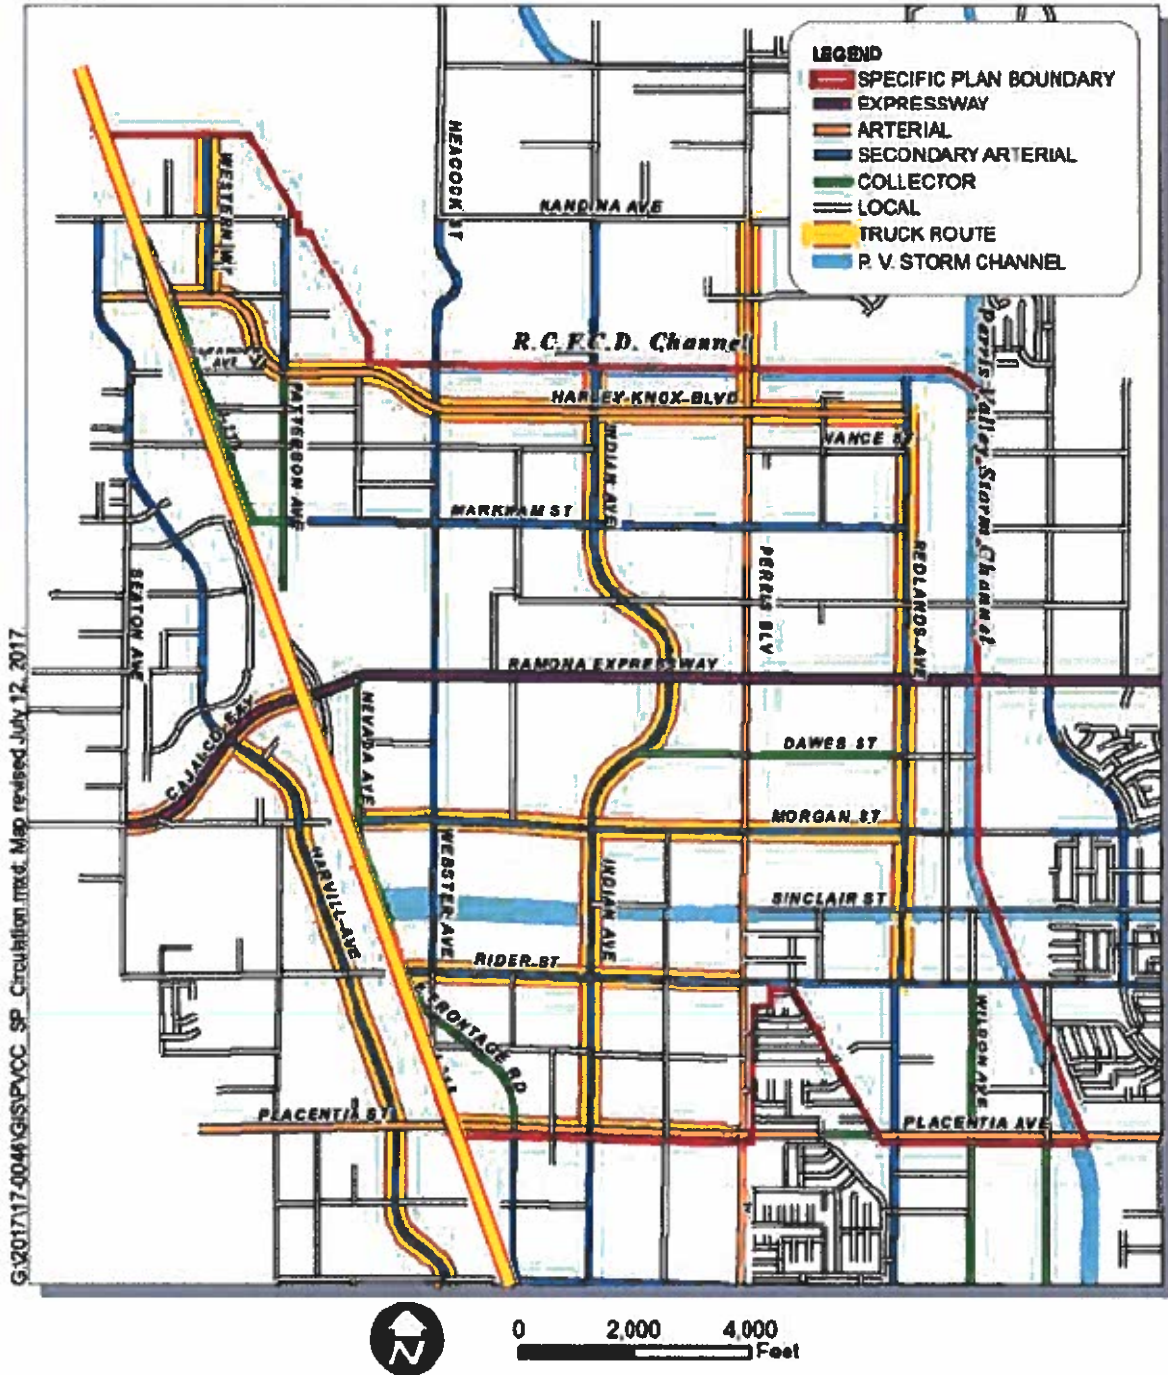 LEGEND
SPECIFIC PLAN BOUNDARY
EXPRESSWAY
ARTERIAL
SECONDARY ARTERIAL
COLLECTOR
LOCAL
TRUCK ROUTE
P. V. STORM CHANNEL
HEACOCK ST
WESTERN WY
NANDINA AVE
R.C.F.C.D. Channel
Perris Valley Storm Channel
HARLEY KNOX BLVD
PATTERSON AVE
INDIAN AVE
NANCE ST
MARKHAM ST
PERRIS BLV
REDLANDS AVE
SEATON AVE
RAMONA EXPRESSWAY
CAJALCO EXY
NEVADA AVE
DAWES ST
MORGAN ST
HARVILL AVE
WEBSTER AVE
INDIAN AVE
SINCLAIR ST
RIDER ST
FRONTAGE RD
WILSON AVE
PLACENTIA ST
PLACENTIA AVE
G:\2017\17-0046\GIS\PVCC_SP_Circulation.mxd; Map revised July 12, 2017
N
0 2,000 4,000
Feet